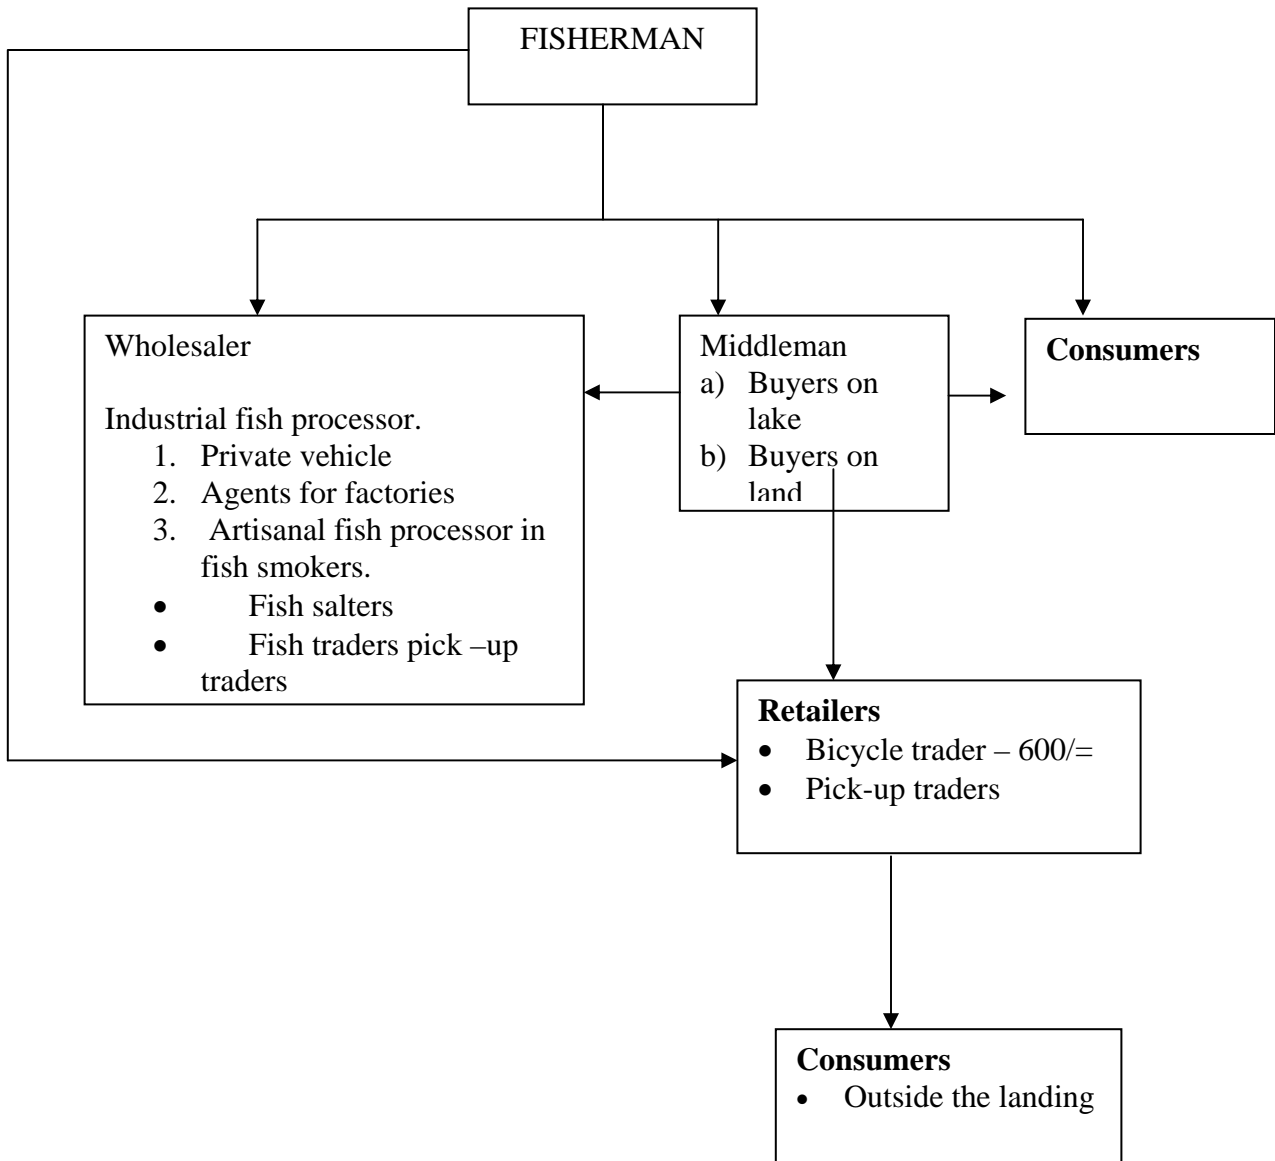 FISHERMAN
Wholesaler
Industrial fish processor.
1. Private vehicle
2. Agents for factories
3. Artisanal fish processor in
fish smokers.
• Fish salters
• Fish traders pick –up
traders
Middleman
a) Buyers on
lake
b) Buyers on
land
Consumers
Retailers
• Bicycle trader – 600/=
• Pick-up traders
Consumers
• Outside the landing